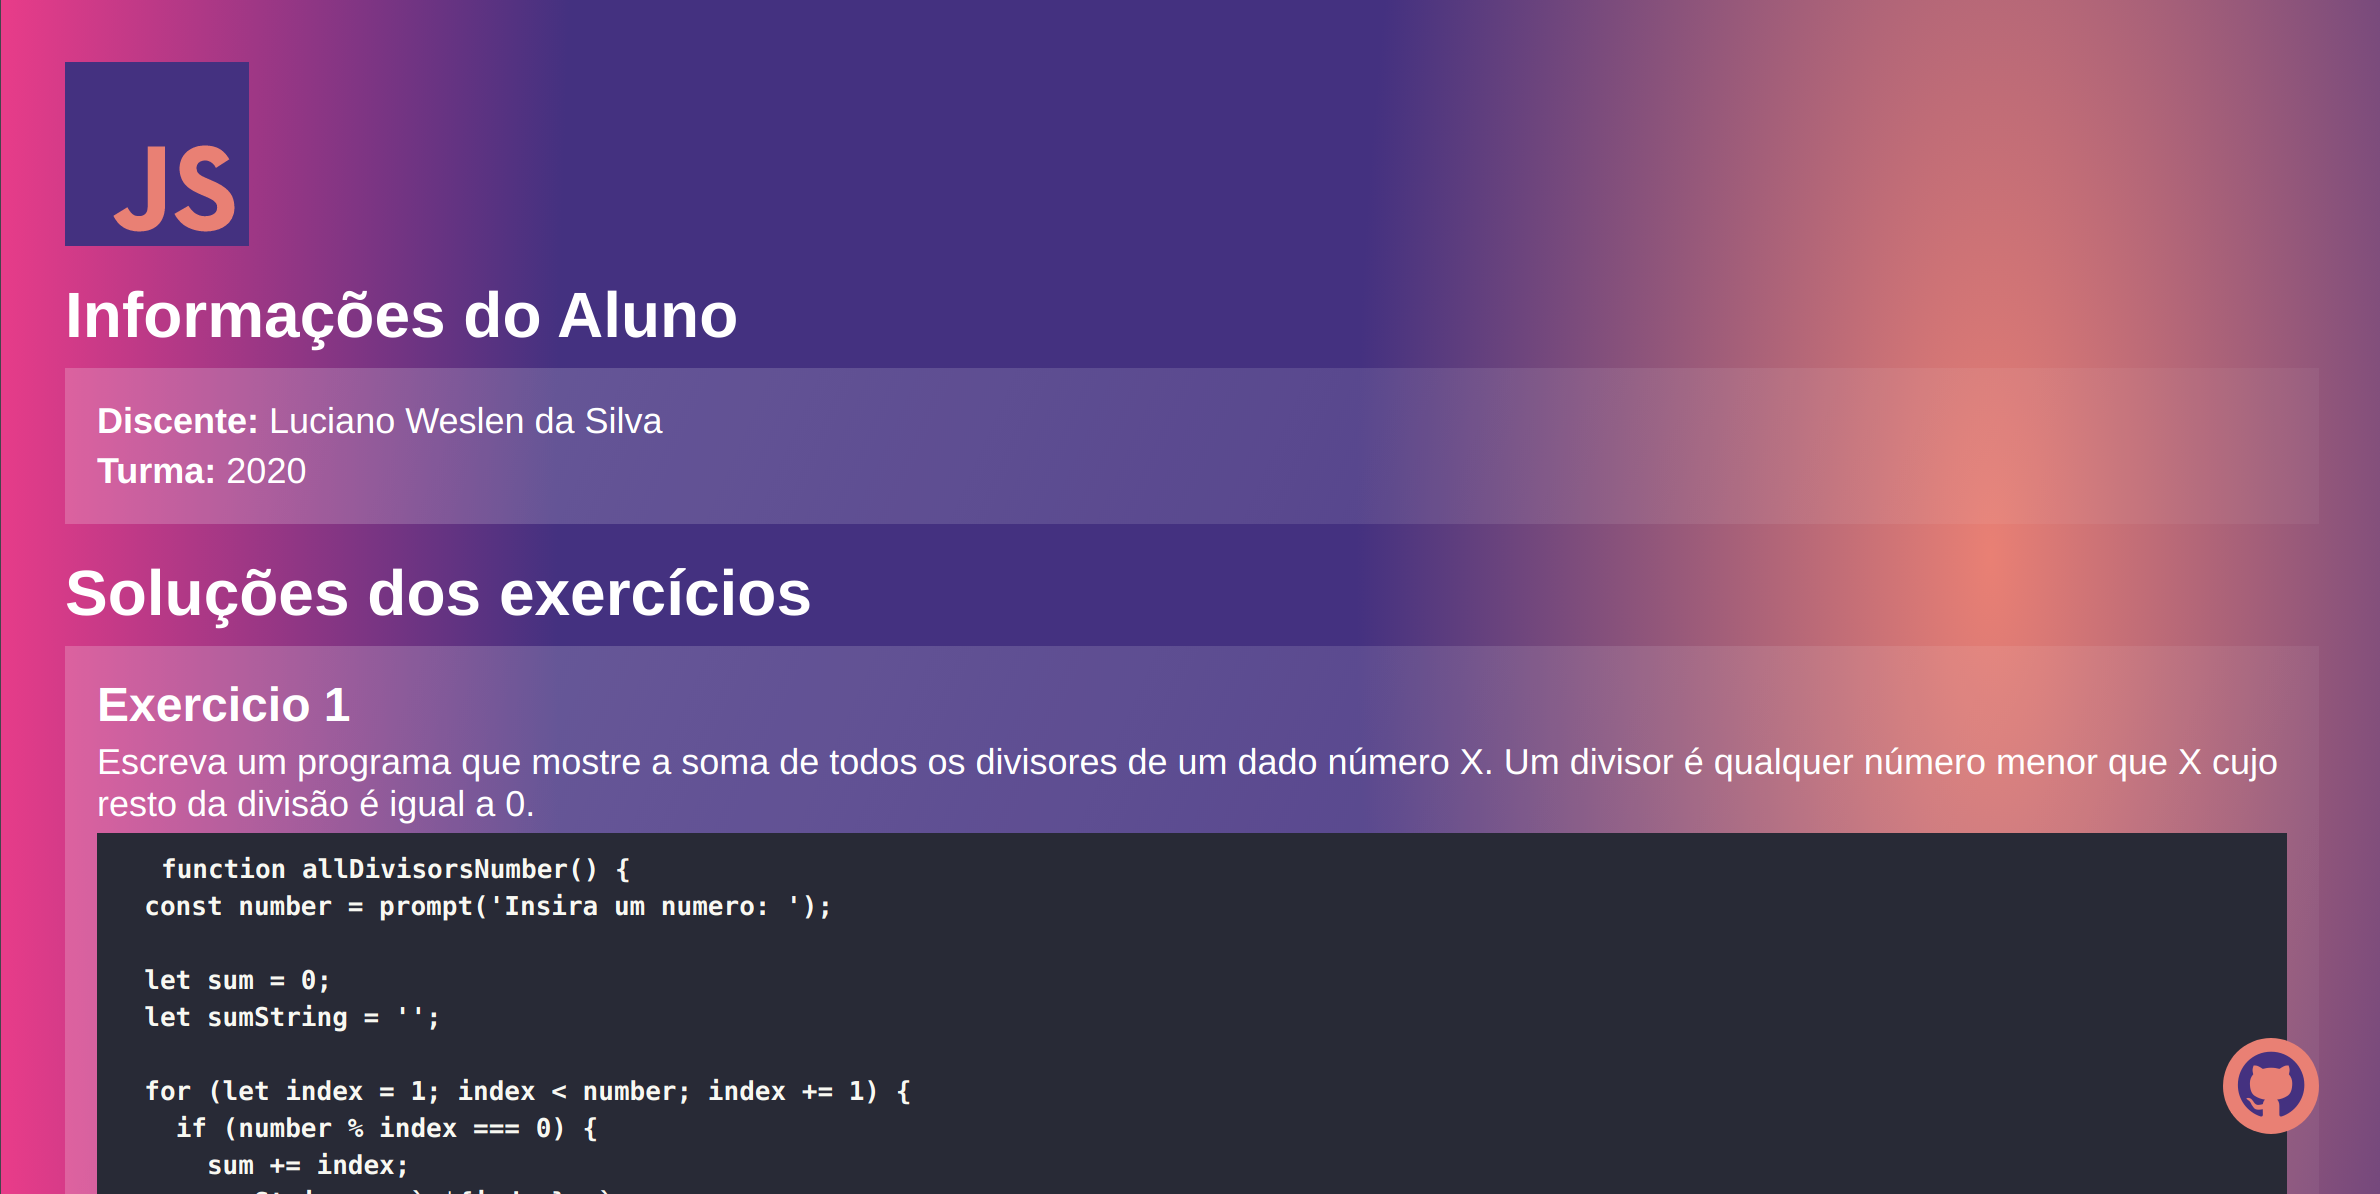 JS
Informações do Aluno
Discente: Luciano Weslen da Silva
Turma: 2020
Soluções dos exercícios
Exercicio 1
Escreva um programa que mostre a soma de todos os divisores de um dado número X. Um divisor é qualquer número menor que X cujo
resto da divisão é igual a 0.
function allDivisorsNumber() {
const number = prompt('Insira um numero: ');
let sum = 0;
let sumString = '';
for (let index = 1; index < number; index += 1) {
if (number % index === 0) {
sum += index;